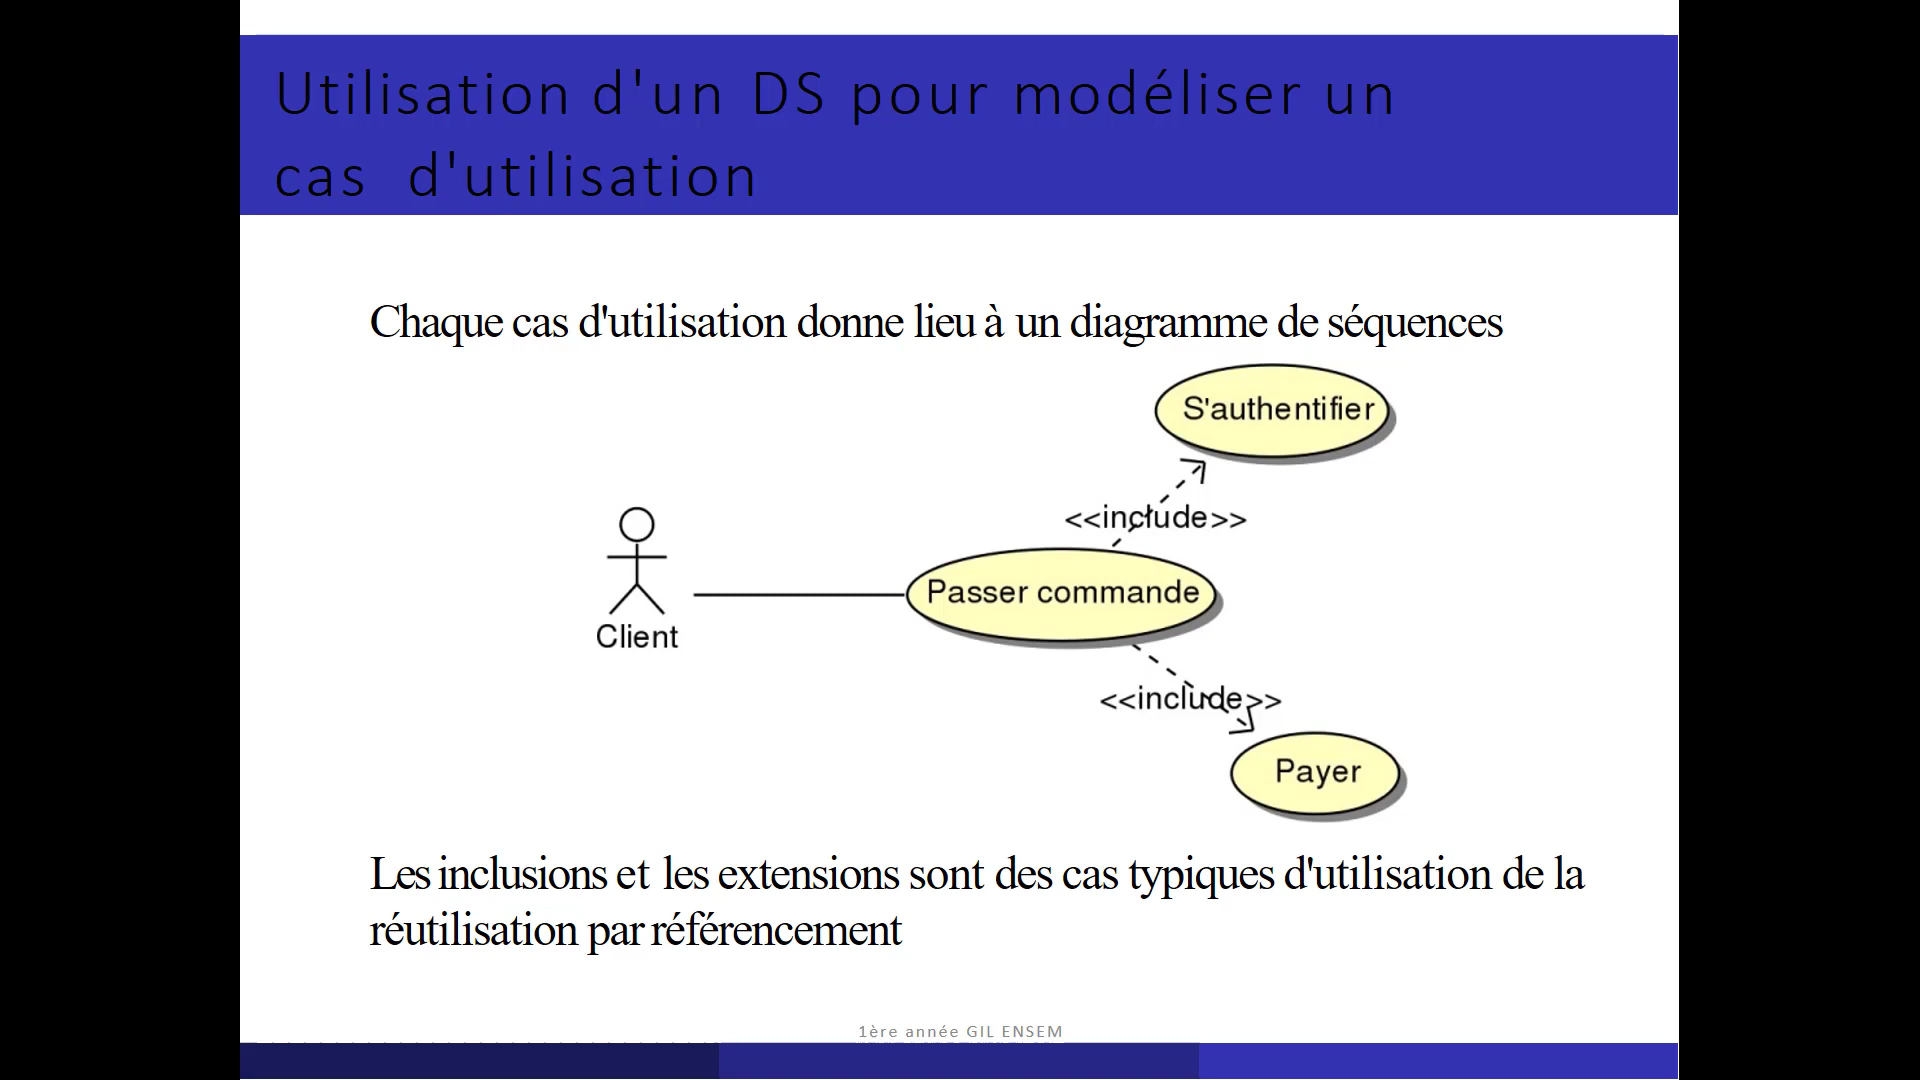 Utilisation d'un DS pour modéliser un
cas d'utilisation
Chaque cas d'utilisation donne lieu à un diagramme de séquences
S'authentifier
<<include>>
Passer commande
Client
<<include>>
Payer
Les inclusions et les extensions sont des cas typiques d'utilisation de la
réutilisation par référencement
1ère année GIL ENSEM